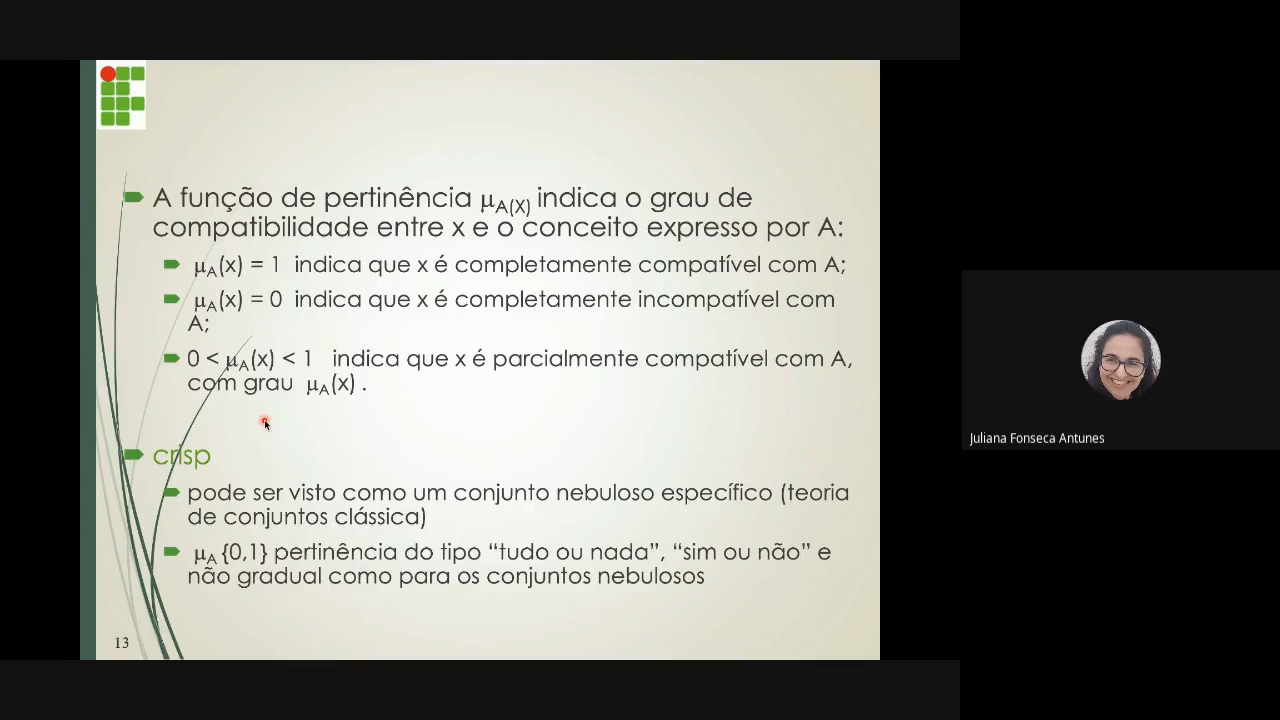 A função de pertinência μA(X) indica o grau de
compatibilidade entre x e o conceito expresso por A:
μA(x) = 1 indica que x é completamente compatível com A;
μA(x) = 0 indica que x é completamente incompatível com
A;
0 < μA(x) < 1 indica que x é parcialmente compatível com A,
com grau μA(x) .
crisp
pode ser visto como um conjunto nebuloso específico (teoria
de conjuntos clássica)
μA {0,1} pertinência do tipo “tudo ou nada”, “sim ou não” e
não gradual como para os conjuntos nebulosos
13
Juliana Fonseca Antunes